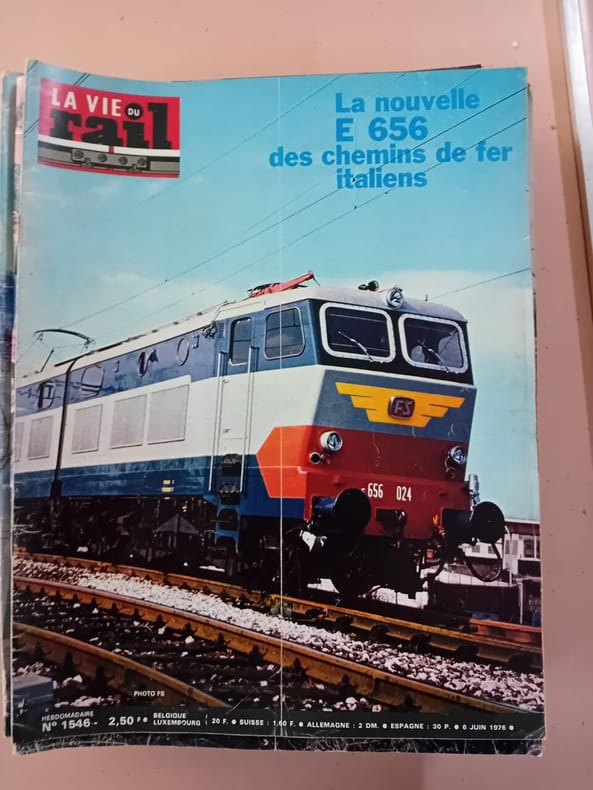 LA VIE DU
rail
La nouvelle
E 656
des chemins de fer
italiens
FS
656 024
PHOTO FS
HEBDOMADAIRE
N° 1546 - 2,50 F • BELGIQUE LUXEMBOURG : 20 F. • SUISSE : 1,60 F. • ALLEMAGNE : 2 DM. • ESPAGNE : 30 P. • 6 JUIN 1976 •